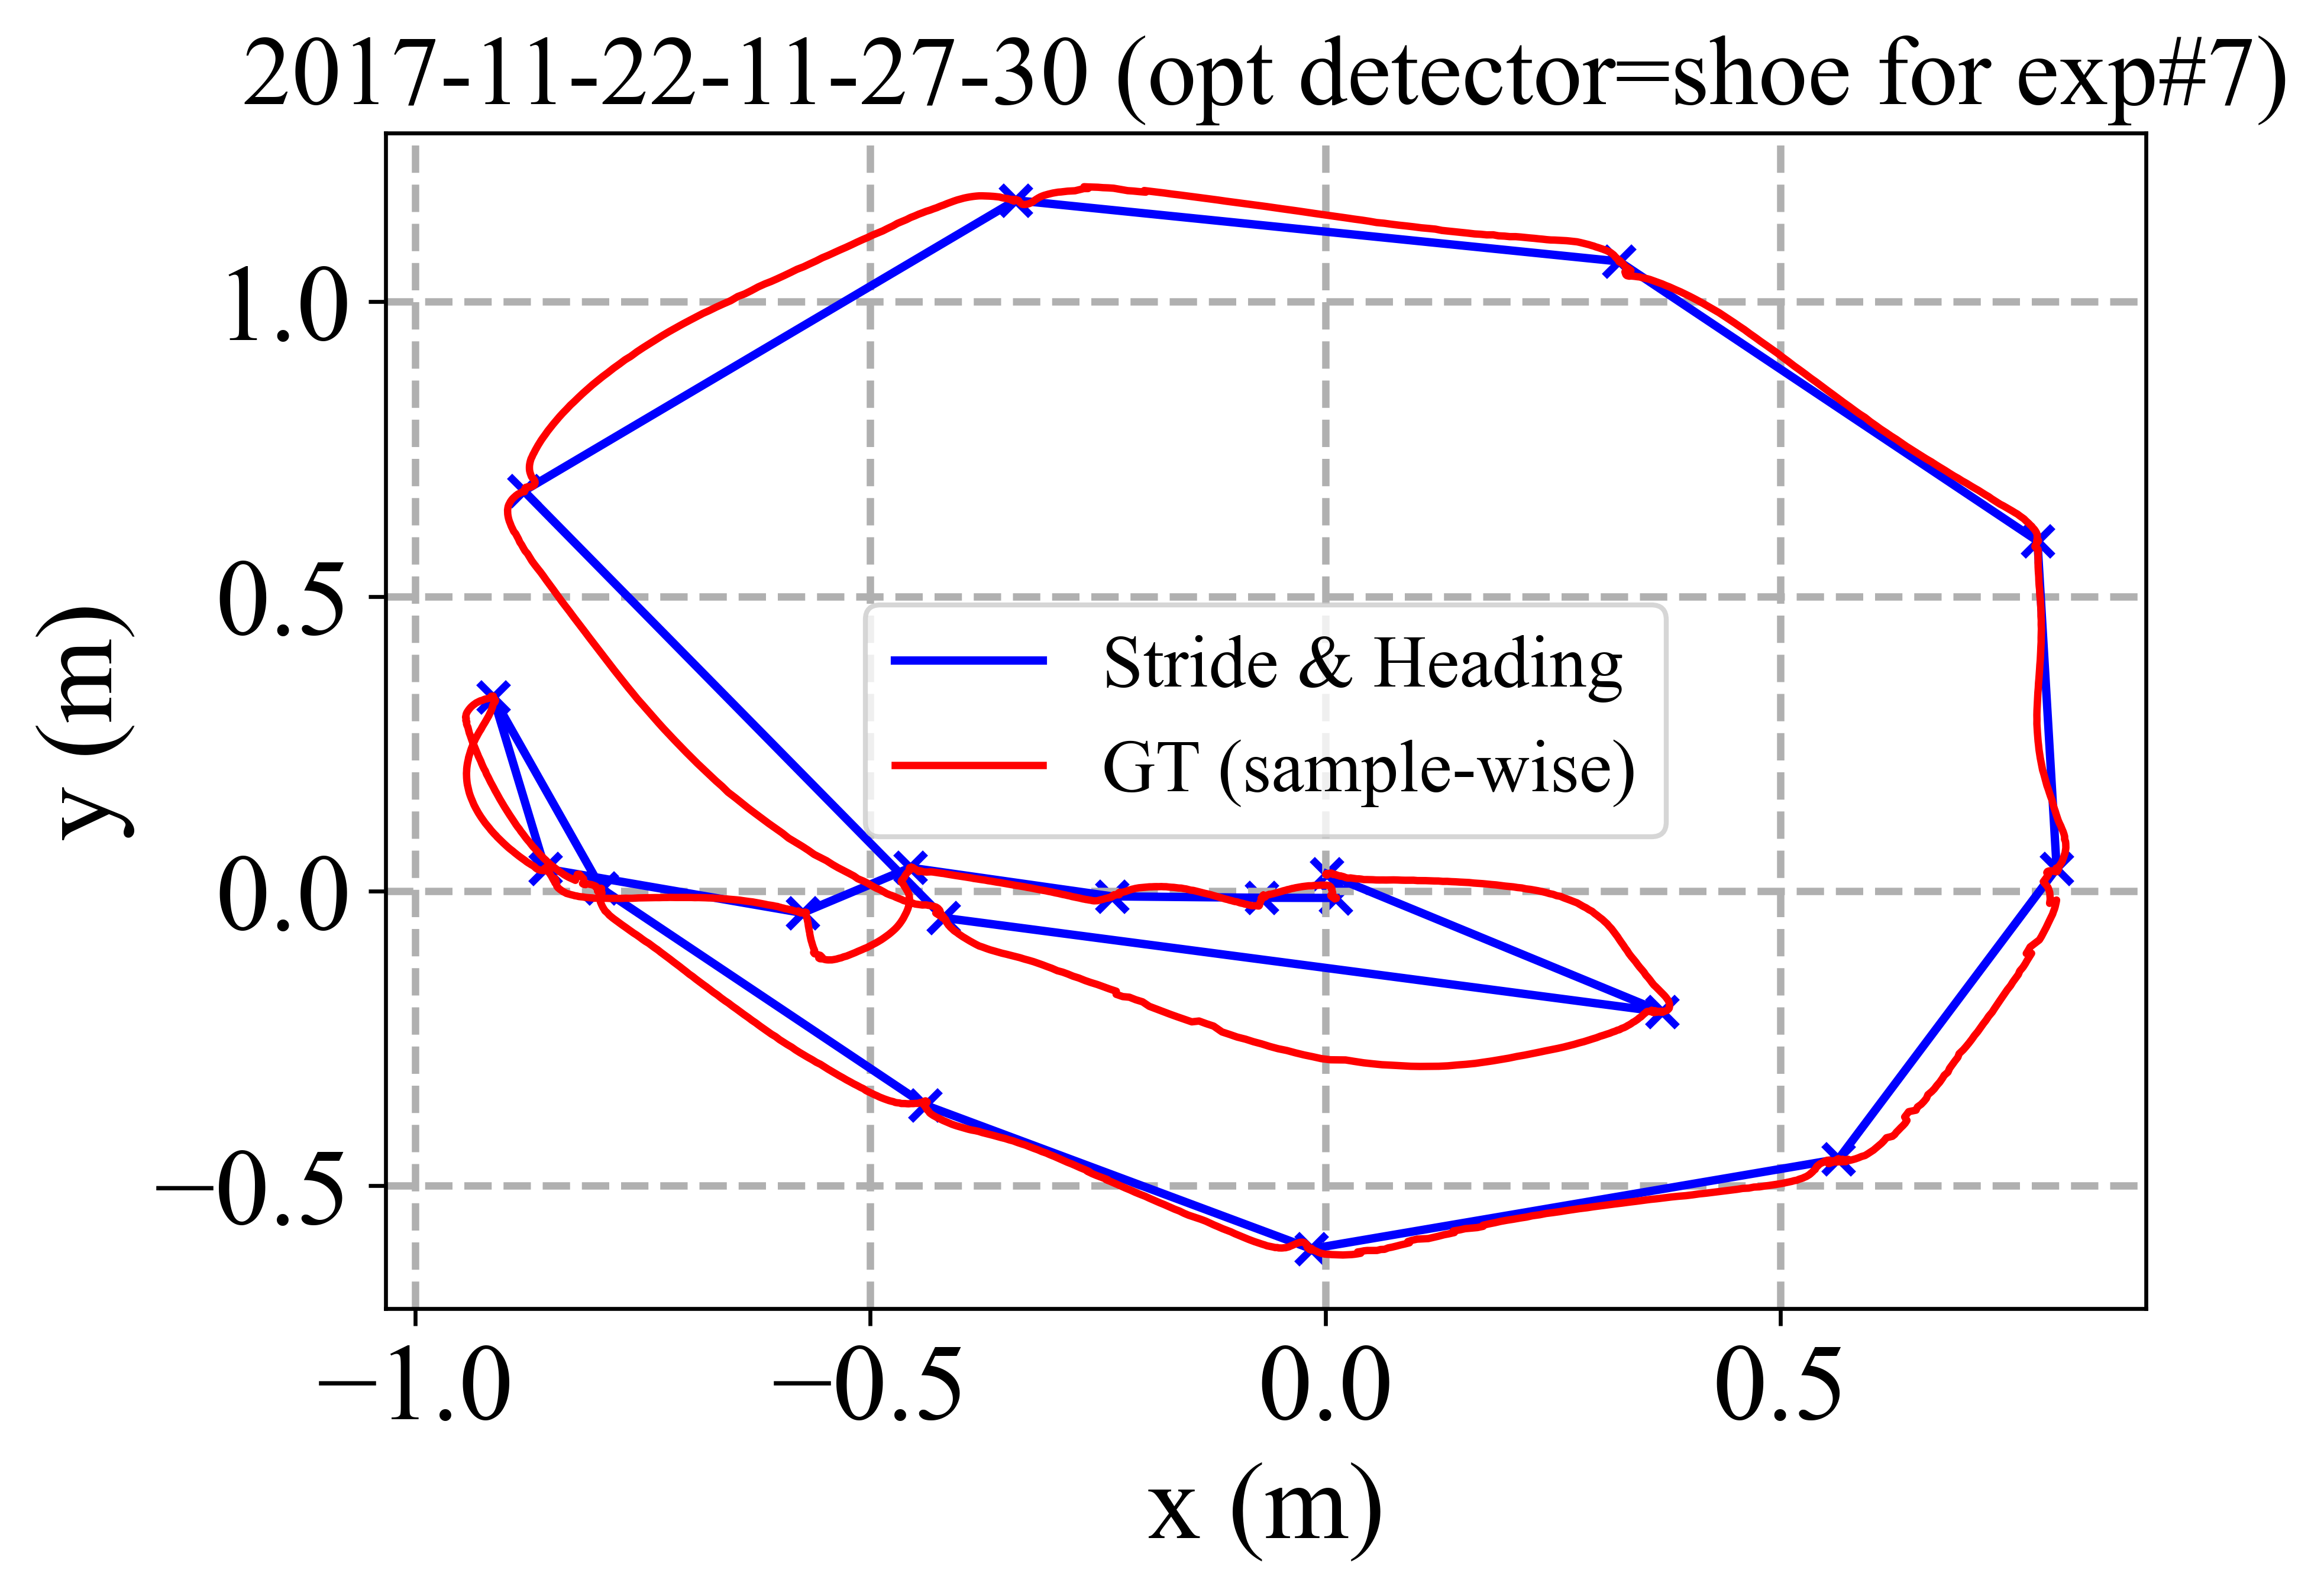 2017-11-22-11-27-30 (opt detector=shoe for exp#7)
1.0
0.5
0.0
−0.5
y (m)
Stride & Heading
GT (sample-wise)
−1.0 −0.5 0.0 0.5
x (m)